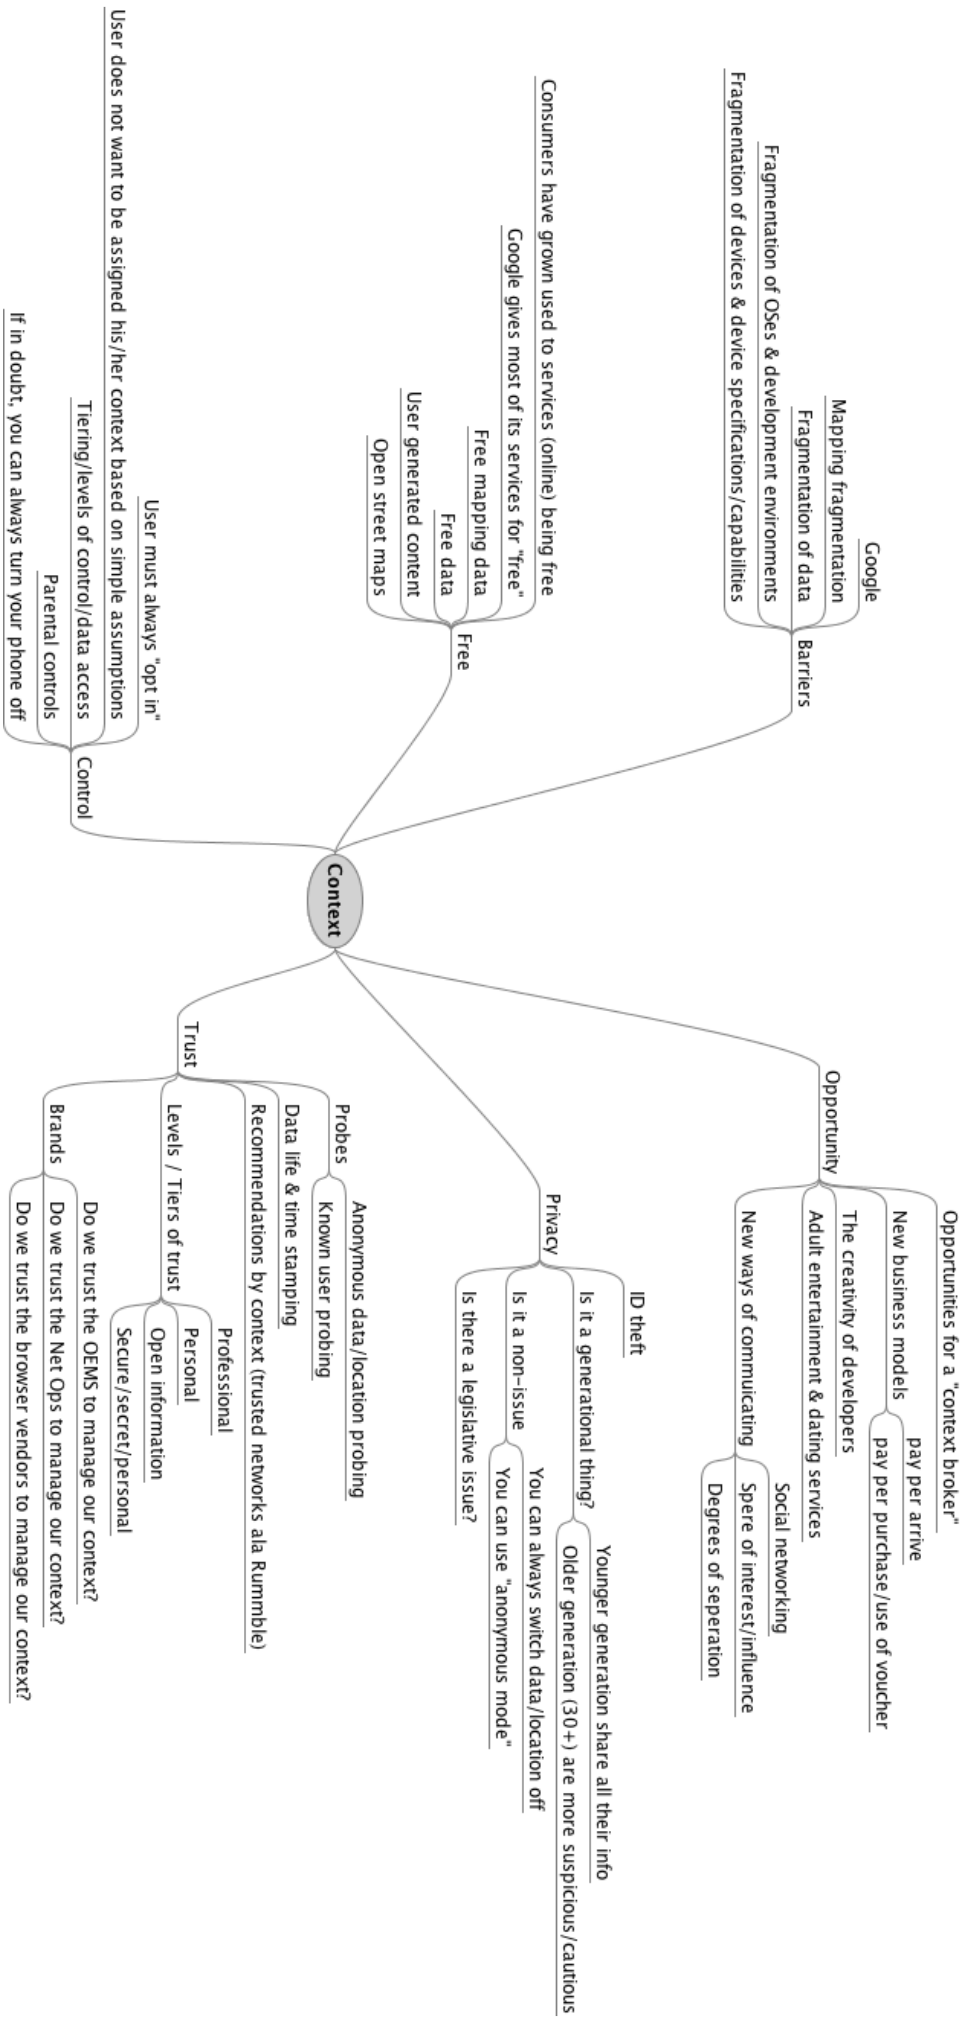 Context
Barriers
Google
Mapping fragmentation
Fragmentation of data
Fragmentation of OSes & development environments
Fragmentation of devices & device specifications/capabilities
Free
Consumers have grown used to services (online) being free
Google gives most of its services for "free"
Free mapping data
Free data
User generated content
Open street maps
Control
User must always "opt in"
User does not want to be assigned his/her context based on simple assumptions
Tiering/levels of control/data access
Parental controls
If in doubt, you can always turn your phone off
Opportunity
Opportunities for a "context broker"
New business models
pay per arrive
pay per purchase/use of voucher
The creativity of developers
Adult entertainment & dating services
New ways of commuicating
Social networking
Spere of interest/influence
Degrees of seperation
Privacy
ID theft
Is it a generational thing?
Younger generation share all their info
Older generation (30+) are more suspicious/cautious
Is it a non-issue
You can always switch data/location off
You can use "anonymous mode"
Is there a legislative issue?
Trust
Probes
Anonymous data/location probing
Known user probing
Data life & time stamping
Recommendations by context (trusted networks ala Rummble)
Levels / Tiers of trust
Professional
Personal
Open information
Secure/secret/personal
Brands
Do we trust the OEMS to manage our context?
Do we trust the Net Ops to manage our context?
Do we trust the browser vendors to manage our context?